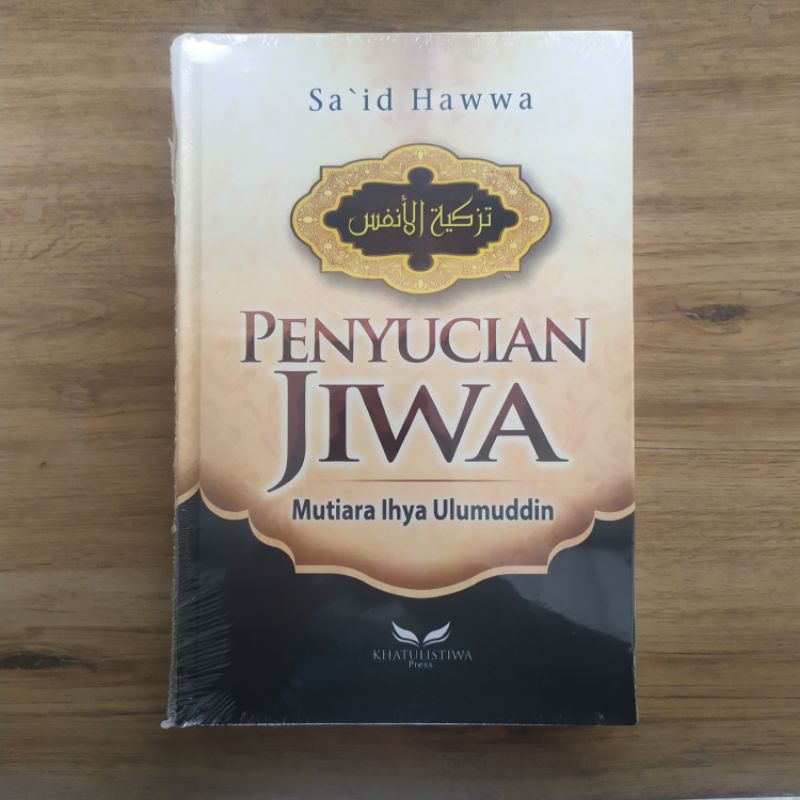 Sa`id Hawwa
تزكية الأنفس
PENYUCIAN
JIWA
Mutiara Ihya Ulumuddin
KHATULISTIWA
Press